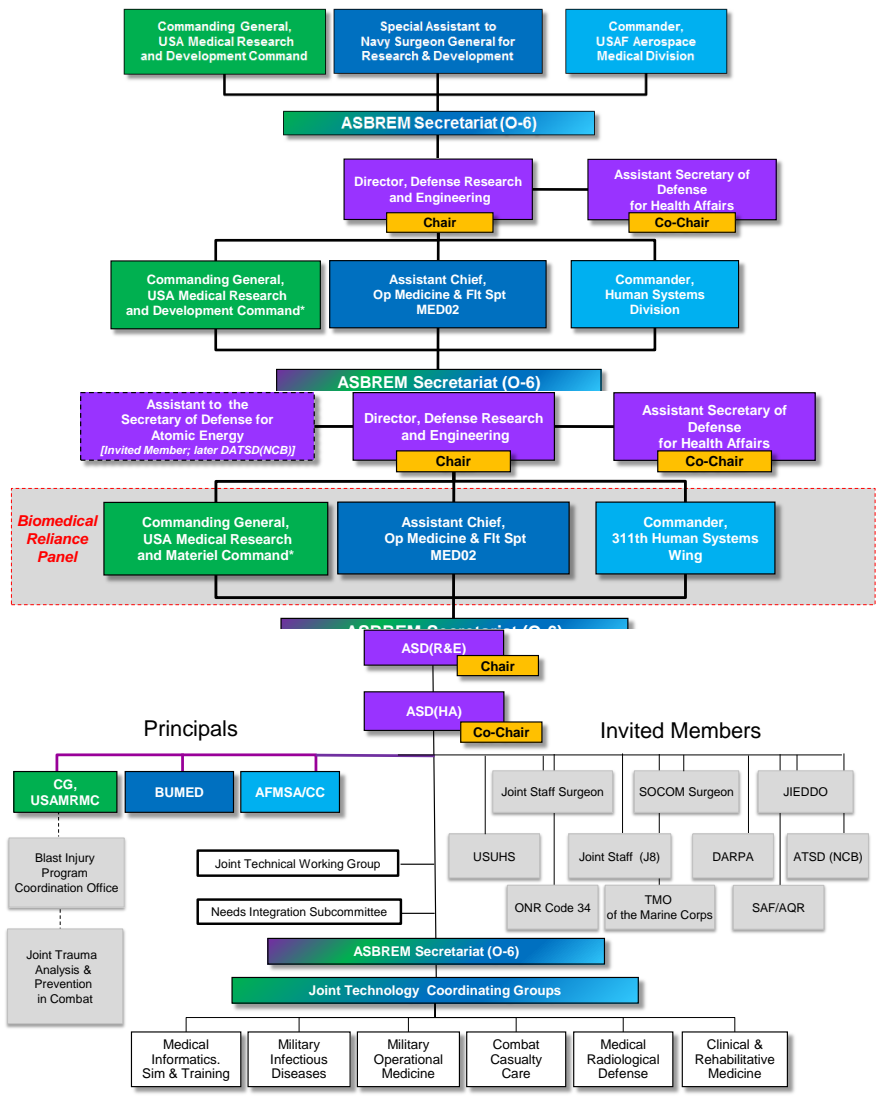 Commanding General,
USA Medical Research
and Development Command
Special Assistant to
Navy Surgeon General for
Research & Development
Commander,
USAF Aerospace
Medical Division
ASBREM Secretariat (O-6)
Director, Defense Research
and Engineering
Chair
Assistant Secretary of
Defense
for Health Affairs
Co-Chair
Commanding General,
USA Medical Research
and Development Command*
Assistant Chief,
Op Medicine & Flt Spt
MED02
Commander,
Human Systems
Division
ASBREM Secretariat (O-6)
Assistant to the
Secretary of Defense for
Atomic Energy
[Invited Member; later DATSD(NCB)]
Director, Defense Research
and Engineering
Chair
Assistant Secretary of
Defense
for Health Affairs
Co-Chair
Biomedical
Reliance
Panel
Commanding General,
USA Medical Research
and Materiel Command*
Assistant Chief,
Op Medicine & Flt Spt
MED02
Commander,
311th Human Systems
Wing
ASBREM Secretariat (O-6)
ASD(R&E)
Chair
ASD(HA)
Co-Chair
Principals
Invited Members
CG,
USAMRMC
BUMED
AFMSA/CC
Joint Staff Surgeon
SOCOM Surgeon
JIEDDO
Blast Injury
Program
Coordination Office
Joint Technical Working Group
USUHS
Joint Staff (J8)
DARPA
ATSD (NCB)
Needs Integration Subcommittee
ONR Code 34
TMO
of the Marine Corps
SAF/AQR
Joint Trauma
Analysis &
Prevention
in Combat
ASBREM Secretariat (O-6)
Joint Technology Coordinating Groups
Medical
Informatics.
Sim & Training
Military
Infectious
Diseases
Military
Operational
Medicine
Combat
Casualty
Care
Medical
Radiological
Defense
Clinical &
Rehabilitative
Medicine